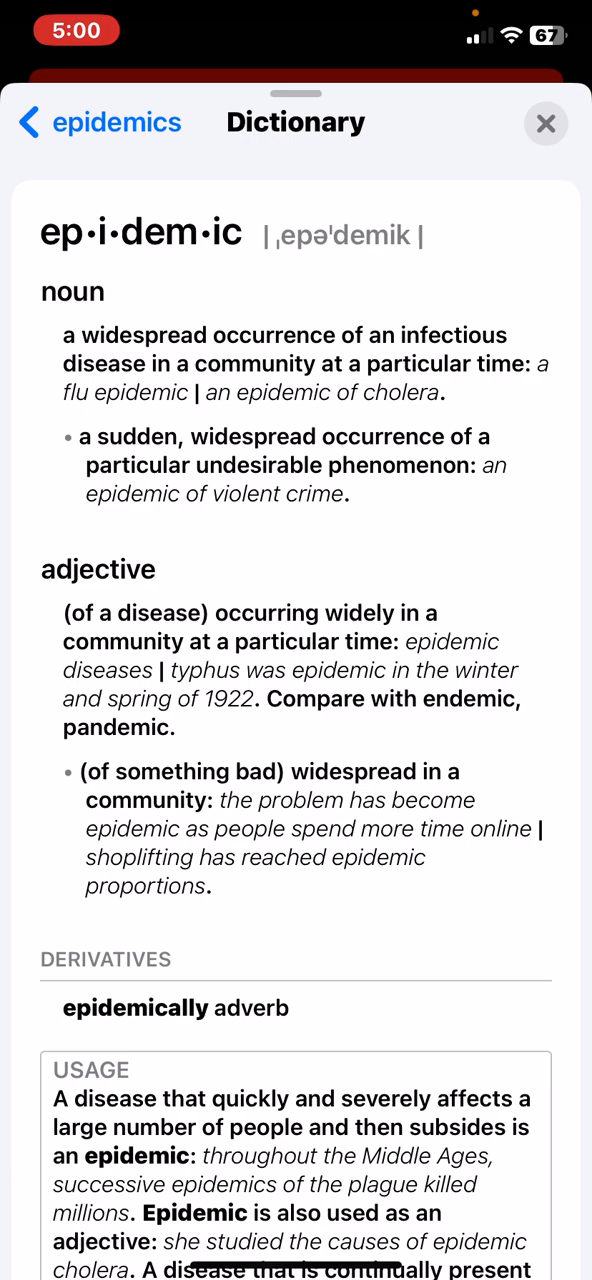 5:00
67
epidemics
Dictionary
ep·i·dem·ic | ˌepəˈdemik |
noun
a widespread occurrence of an infectious
disease in a community at a particular time: a
flu epidemic | an epidemic of cholera.
• a sudden, widespread occurrence of a
particular undesirable phenomenon: an
epidemic of violent crime.
adjective
(of a disease) occurring widely in a
community at a particular time: epidemic
diseases | typhus was epidemic in the winter
and spring of 1922. Compare with endemic,
pandemic.
• (of something bad) widespread in a
community: the problem has become
epidemic as people spend more time online |
shoplifting has reached epidemic
proportions.
DERIVATIVES
epidemically adverb
USAGE
A disease that quickly and severely affects a
large number of people and then subsides is
an epidemic: throughout the Middle Ages,
successive epidemics of the plague killed
millions. Epidemic is also used as an
adjective: she studied the causes of epidemic
cholera. A disease that is continually present